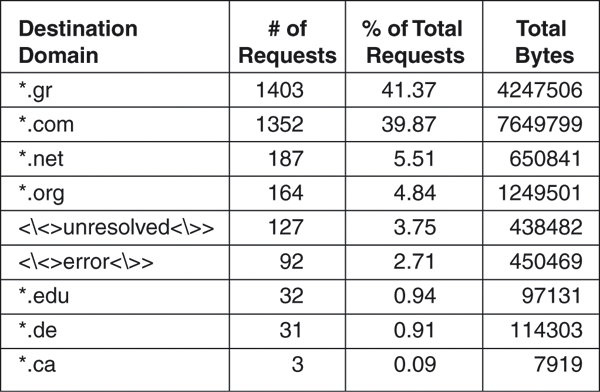 Destination Domain # of Requests % of Total Requests Total Bytes
*.gr 1403 41.37 4247506
*.com 1352 39.87 7649799
*.net 187 5.51 650841
*.org 164 4.84 1249501
<\<>unresolved<\>> 127 3.75 438482
<\<>error<\>> 92 2.71 450469
*.edu 32 0.94 97131
*.de 31 0.91 114303
*.ca 3 0.09 7919